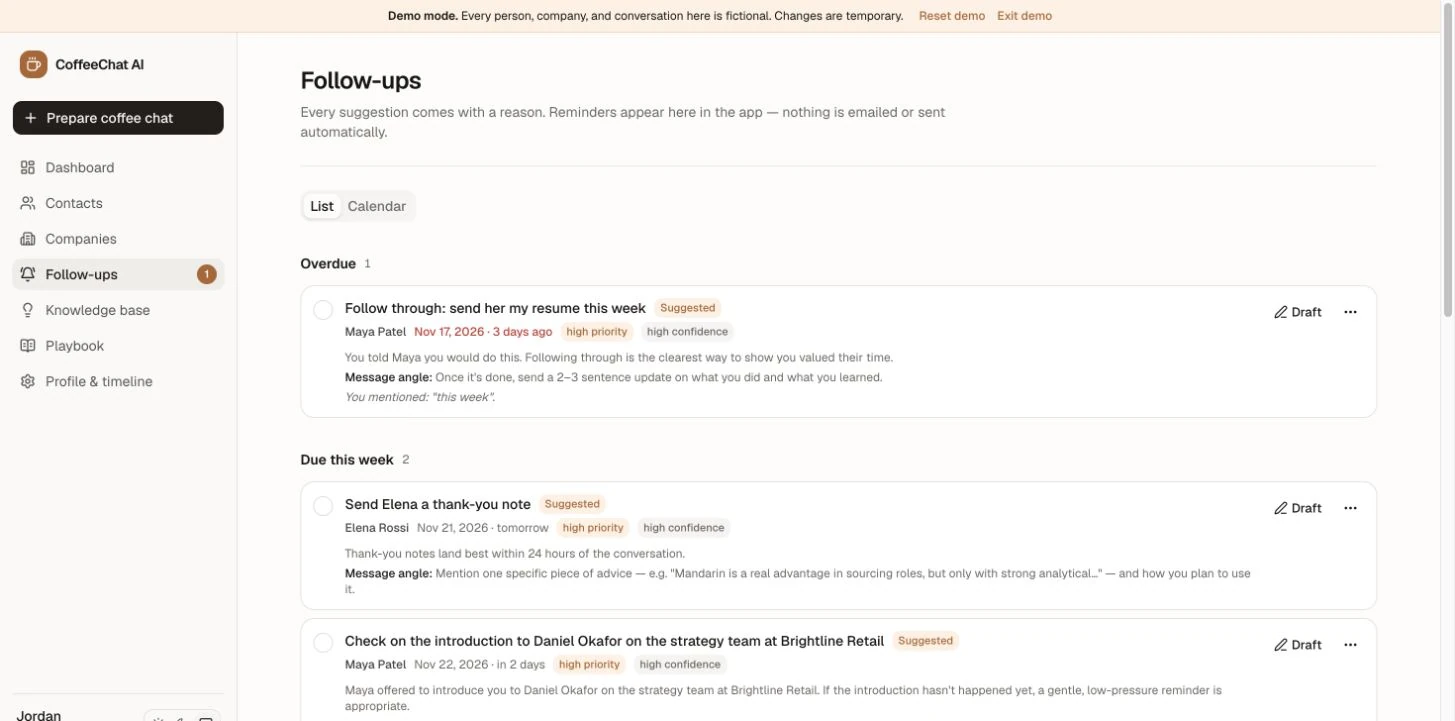 Demo mode. Every person, company, and conversation here is fictional. Changes are temporary. Reset demo Exit demo
CoffeeChat AI
Prepare coffee chat
Dashboard
Contacts
Companies
Follow-ups 1
Knowledge base
Playbook
Profile & timeline
Jordan
Follow-ups
Every suggestion comes with a reason. Reminders appear here in the app — nothing is emailed or sent
automatically.
List Calendar
Overdue 1
Follow through: send her my resume this week Suggested
Draft
Maya Patel Nov 17, 2026 · 3 days ago high priority high confidence
You told Maya you would do this. Following through is the clearest way to show you valued their time.
Message angle: Once it's done, send a 2–3 sentence update on what you did and what you learned.
You mentioned: "this week".
Due this week 2
Send Elena a thank-you note Suggested
Draft
Elena Rossi Nov 21, 2026 · tomorrow high priority high confidence
Thank-you notes land best within 24 hours of the conversation.
Message angle: Mention one specific piece of advice — e.g. "Mandarin is a real advantage in sourcing roles, but only with strong analytical…" — and how you plan to use
it.
Check on the introduction to Daniel Okafor on the strategy team at Brightline Retail Suggested
Draft
Maya Patel Nov 22, 2026 · in 2 days high priority high confidence
Maya offered to introduce you to Daniel Okafor on the strategy team at Brightline Retail. If the introduction hasn't happened yet, a gentle, low-pressure reminder is
appropriate.